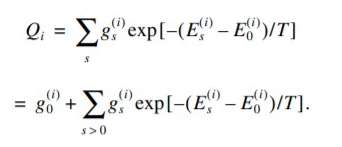 Q_i = ∑_s g_s^{(i)} exp[−(E_s^{(i)} − E_0^{(i)})/T]
= g_0^{(i)} + ∑_{s>0} g_s^{(i)} exp[−(E_s^{(i)} − E_0^{(i)})/T].